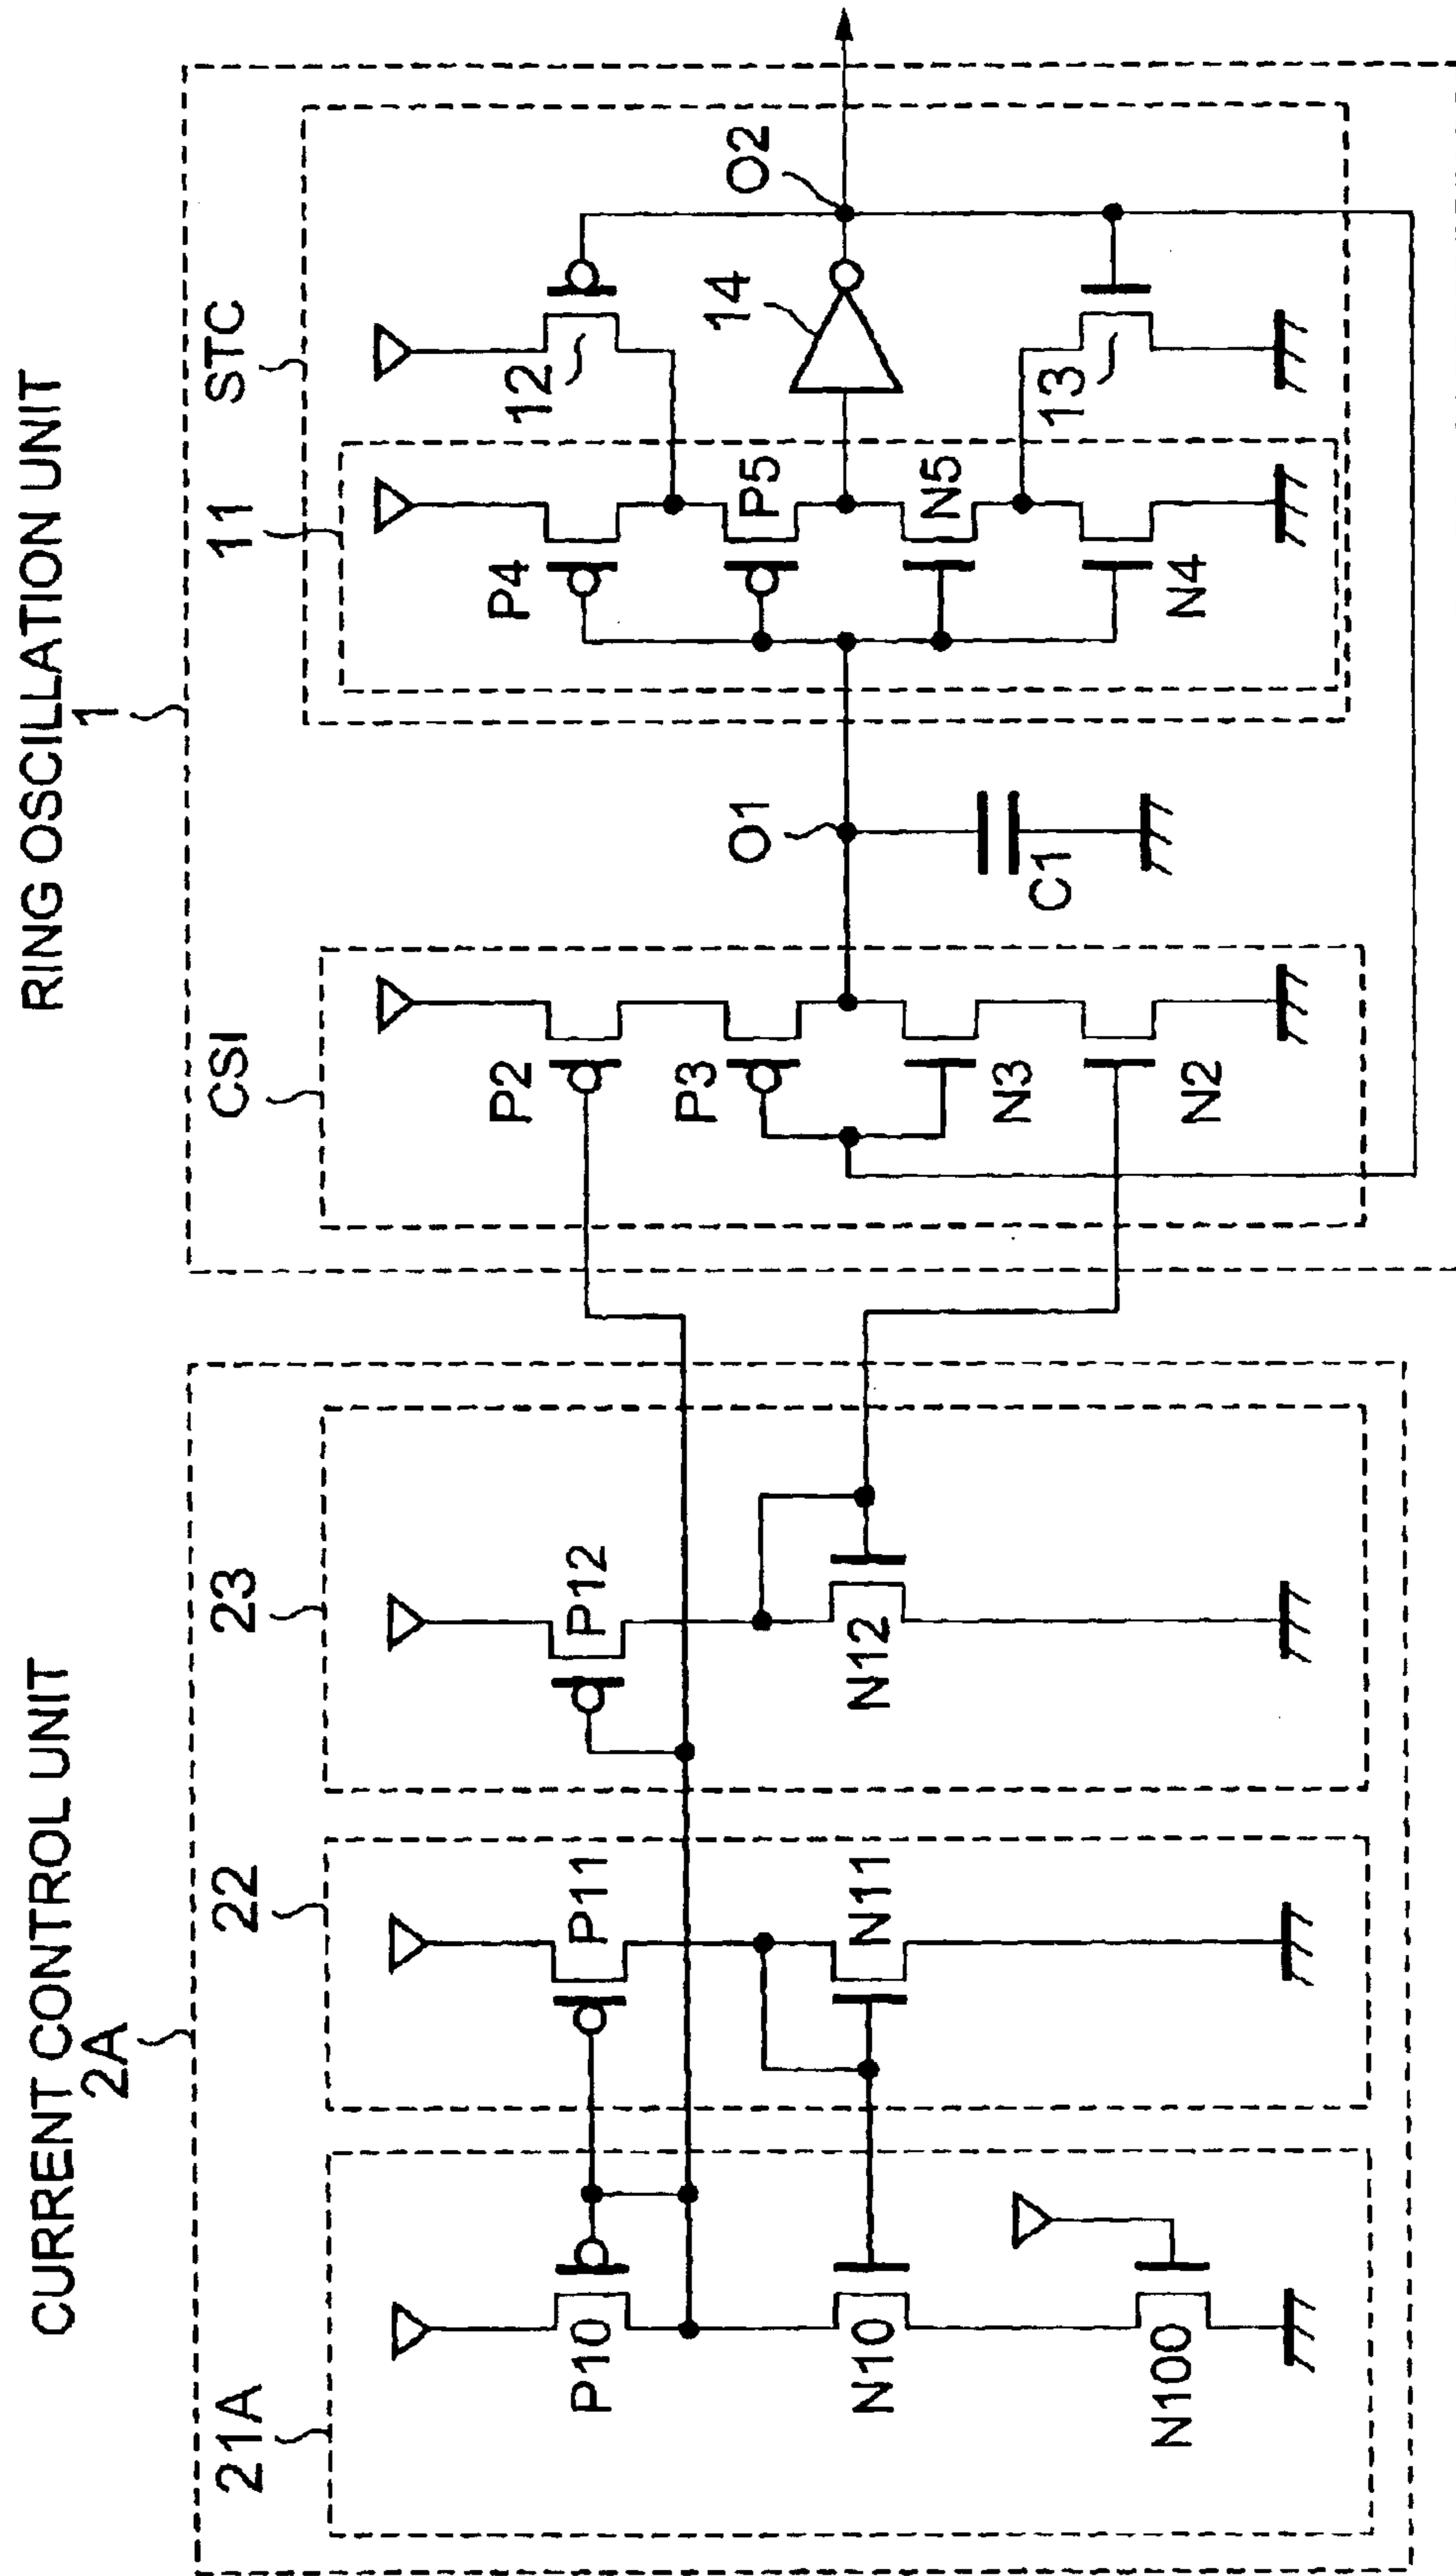 CURRENT CONTROL UNIT
2A
RING OSCILLATION UNIT
1
21A
22
23
CSI
STC
11
P10
P11
P12
P2
P3
P4
P5
12
14
O1
O2
N10
N11
N12
N3
N5
N100
N2
C1
N4
13